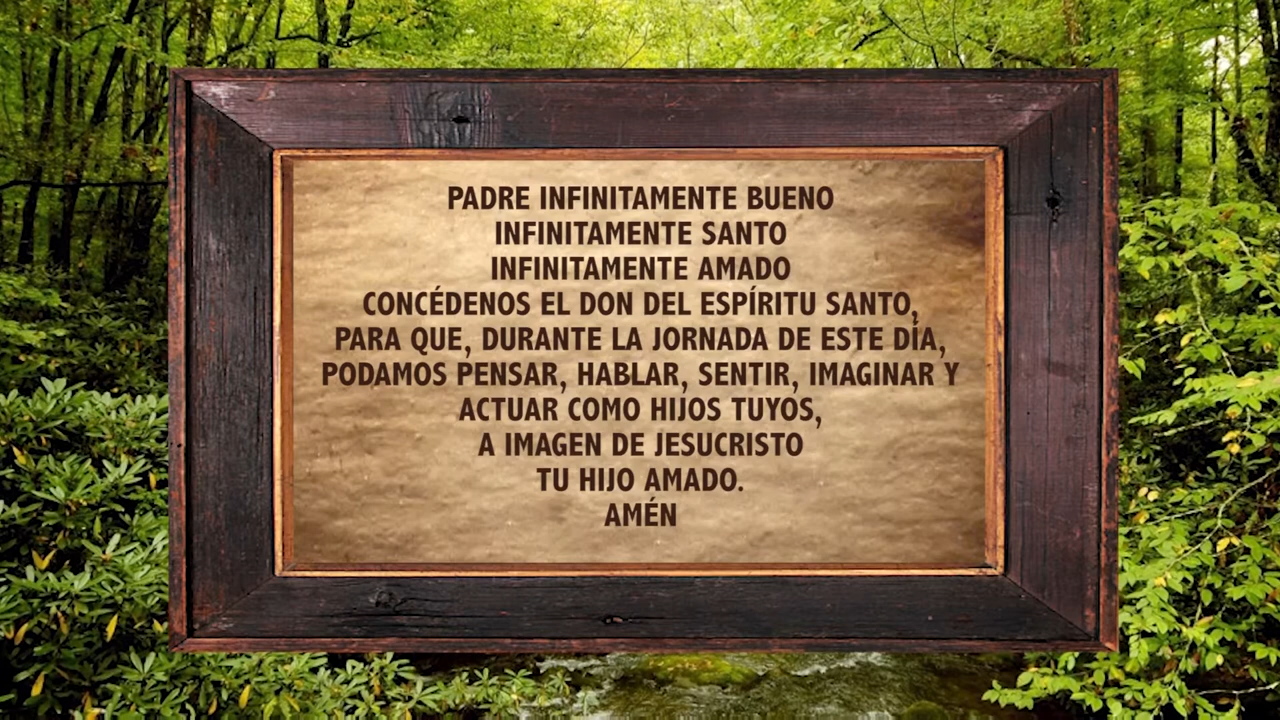 PADRE INFINITAMENTE BUENO
INFINITAMENTE SANTO
INFINITAMENTE AMADO
CONCÉDENOS EL DON DEL ESPÍRITU SANTO,
PARA QUE, DURANTE LA JORNADA DE ESTE DÍA,
PODAMOS PENSAR, HABLAR, SENTIR, IMAGINAR Y
ACTUAR COMO HIJOS TUYOS,
A IMAGEN DE JESUCRISTO
TU HIJO AMADO.
AMÉN